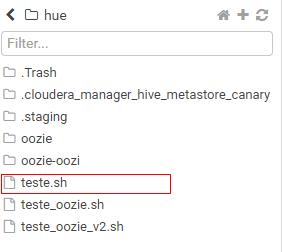 hue
Filter...
.Trash
.cloudera_manager_hive_metastore_canary
.staging
oozie
oozie-oozi
teste.sh
teste_oozie.sh
teste_oozie_v2.sh